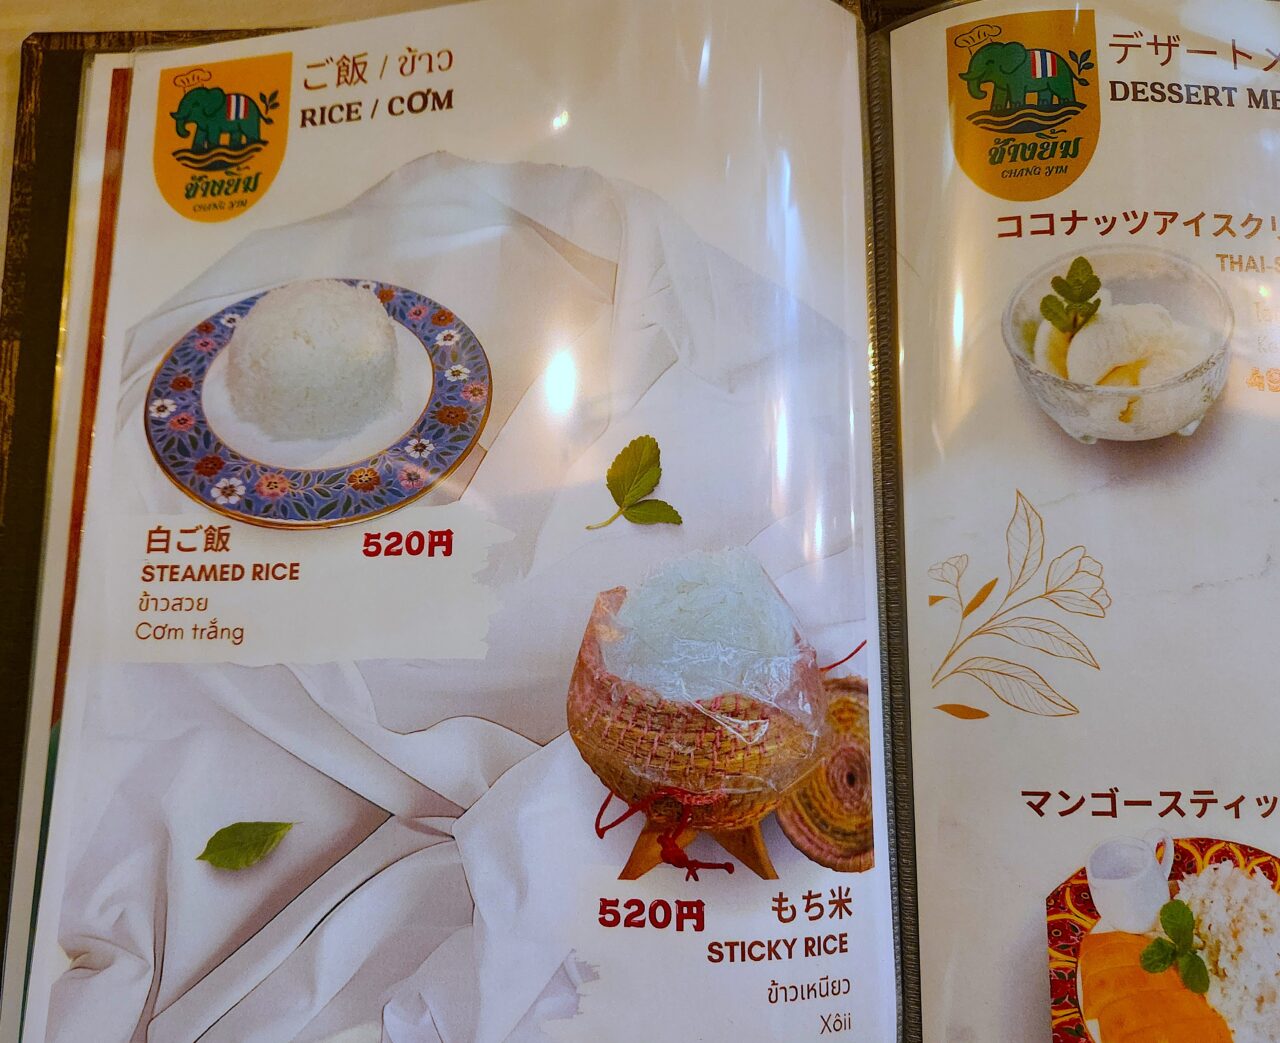 ช้างยิ้ม
CHANG YIM
ご飯 / ข้าว
RICE / CƠM
白ご飯
520円
STEAMED RICE
ข้าวสวย
Cơm trắng
520円
もち米
STICKY RICE
ข้าวเหนียว
Xôii
ช้างยิ้ม
CHANG YIM
デザート
DESSERT ME
ココナッツアイスクリ
THAI-S
マンゴースティッ